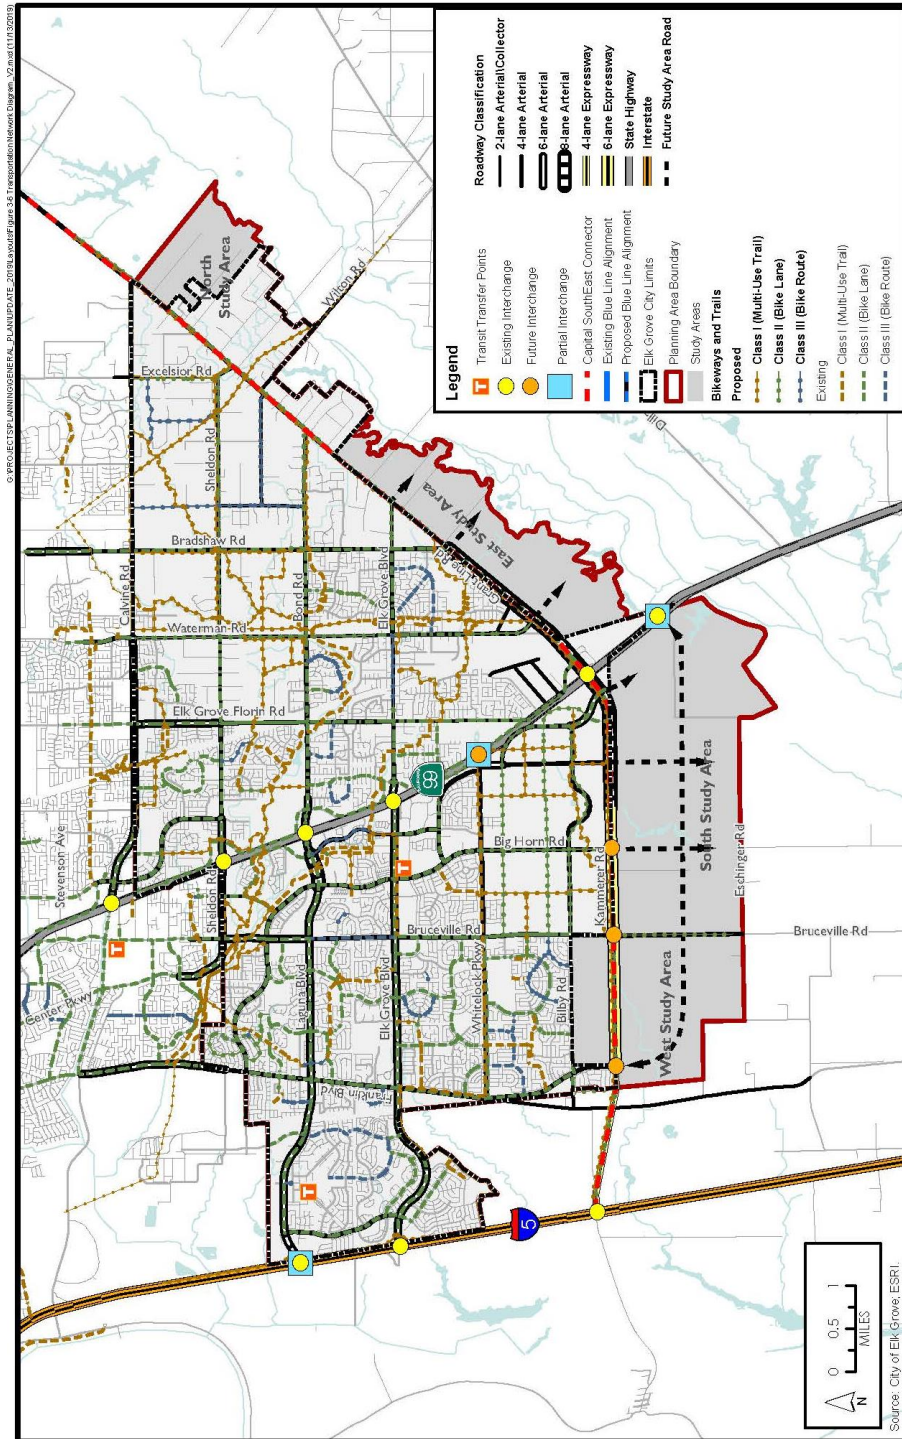 G:\PROJECTS\PLANNING\GENERAL_PLAN\UPDATE_2019\Layouts\Figure 3-6 Transportation Network Diagram_V2.mxd (11/13/2019)
Stevenson Ave
Center Pkwy
Calvine Rd
Sheldon Rd
Sheldon Rd
Excelsior Rd
Bradshaw Rd
Waterman Rd
Elk Grove Florin Rd
Bond Rd
Laguna Blvd
Elk Grove Blvd
Elk Grove Blvd
Franklin Blvd
Big Horn Rd
Bruceville Rd
Bruceville Rd
Whitelock Pkwy
Bilby Rd
Kammerer Rd
Eschinger Rd
Grant Line Rd
Wilton Rd
Dill
North
Study Area
East Study Area
South Study Area
West Study Area
T
T
T
99
5
Legend
T Transit Transfer Points
Existing Interchange
Future Interchange
Partial Interchange
Capital SouthEast Connector
Existing Blue Line Alignment
Proposed Blue Line Alignment
Elk Grove City Limits
Planning Area Boundary
Study Areas
Bikeways and Trails
Proposed
Class I (Multi-Use Trail)
Class II (Bike Lane)
Class III (Bike Route)
Existing
Class I (Multi-Use Trail)
Class II (Bike Lane)
Class III (Bike Route)
Roadway Classification
2-lane Arterial\Collector
4-lane Arterial
6-lane Arterial
8-lane Arterial
4-lane Expressway
6-lane Expressway
State Highway
Interstate
Future Study Area Road
N
0 0.5 1
MILES
Source: City of Elk Grove, ESRI.